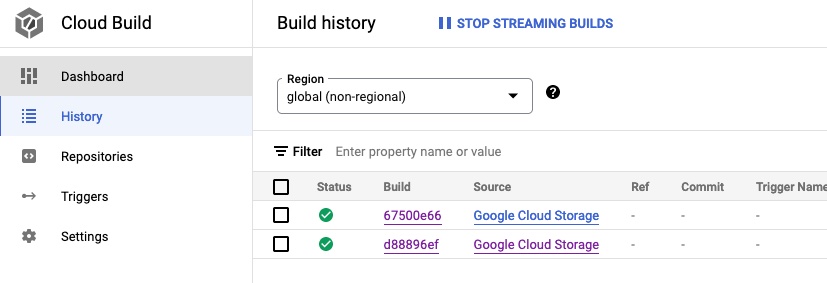 Cloud Build
Build history
STOP STREAMING BUILDS
Dashboard
History
Repositories
Triggers
Settings
Region
global (non-regional)
?
Filter Enter property name or value
Status Build Source Ref Commit Trigger Name
67500e66 Google Cloud Storage - - -
d88896ef Google Cloud Storage - - -